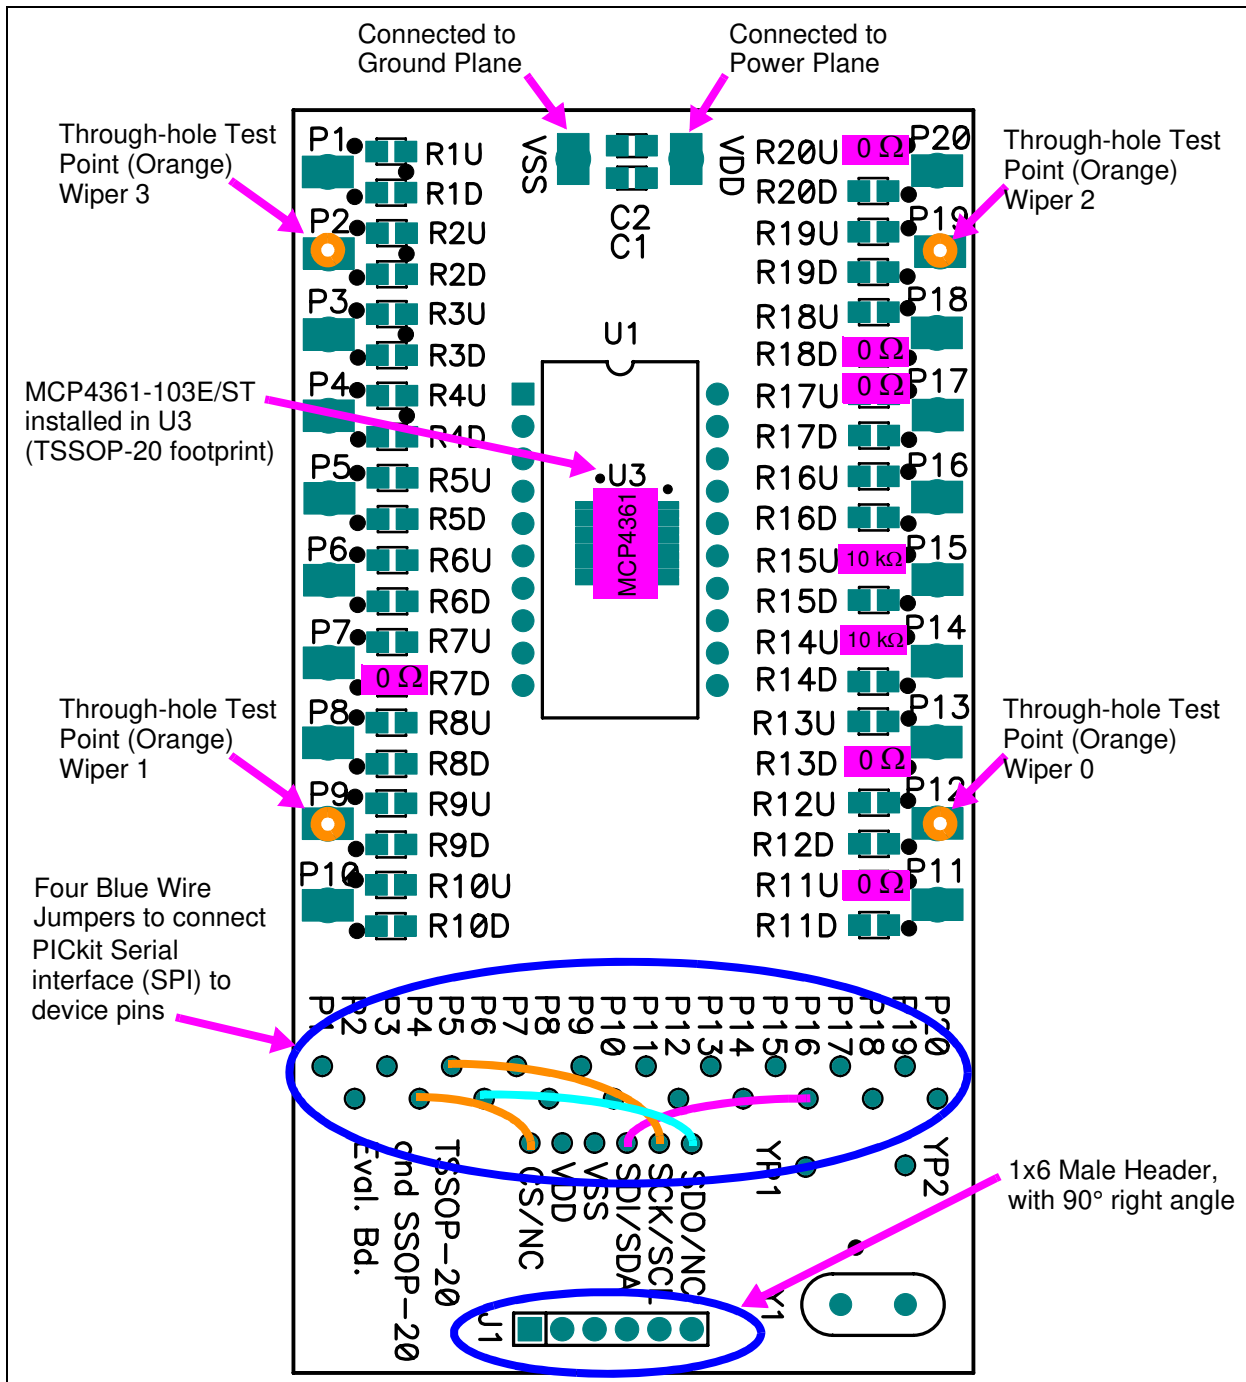 Connected to
Ground Plane
Connected to
Power Plane
Through-hole Test
Point (Orange)
Wiper 3
Through-hole Test
Point (Orange)
Wiper 2
MCP4361-103E/ST
installed in U3
(TSSOP-20 footprint)
Through-hole Test
Point (Orange)
Wiper 1
Through-hole Test
Point (Orange)
Wiper 0
Four Blue Wire
Jumpers to connect
PICkit Serial
interface (SPI) to
device pins
1x6 Male Header,
with 90° right angle
VSS
VDD
C2
C1
U1
U3
MCP4361
P1
R1U
R1D
P2
R2U
R2D
P3
R3U
R3D
P4
R4U
R4D
P5
R5U
R5D
P6
R6U
R6D
P7
R7U
0 Ω R7D
P8
R8U
R8D
P9
R9U
R9D
P10
R10U
R10D
R20U 0 Ω P20
R20D
R19U P19
R19D
R18U P18
R18D 0 Ω
R17U 0 Ω P17
R17D
R16U P16
R16D
R15U 10 kΩ P15
R15D
R14U 10 kΩ P14
R14D
R13U P13
R13D 0 Ω
R12U P12
R12D
R11U 0 Ω P11
R11D
P1
P2
P3
P4
P5
P6
P7
P8
P9
P10
P11
P12
P13
P14
P15
P16
P17
P18
P19
P20
CS/NC
VDD
VSS
SDI/SDA
SCK/SCL
SDO/NC
YP1
YP2
TSSOP-20
and SSOP-20
Eval. Bd.
J1
Y1